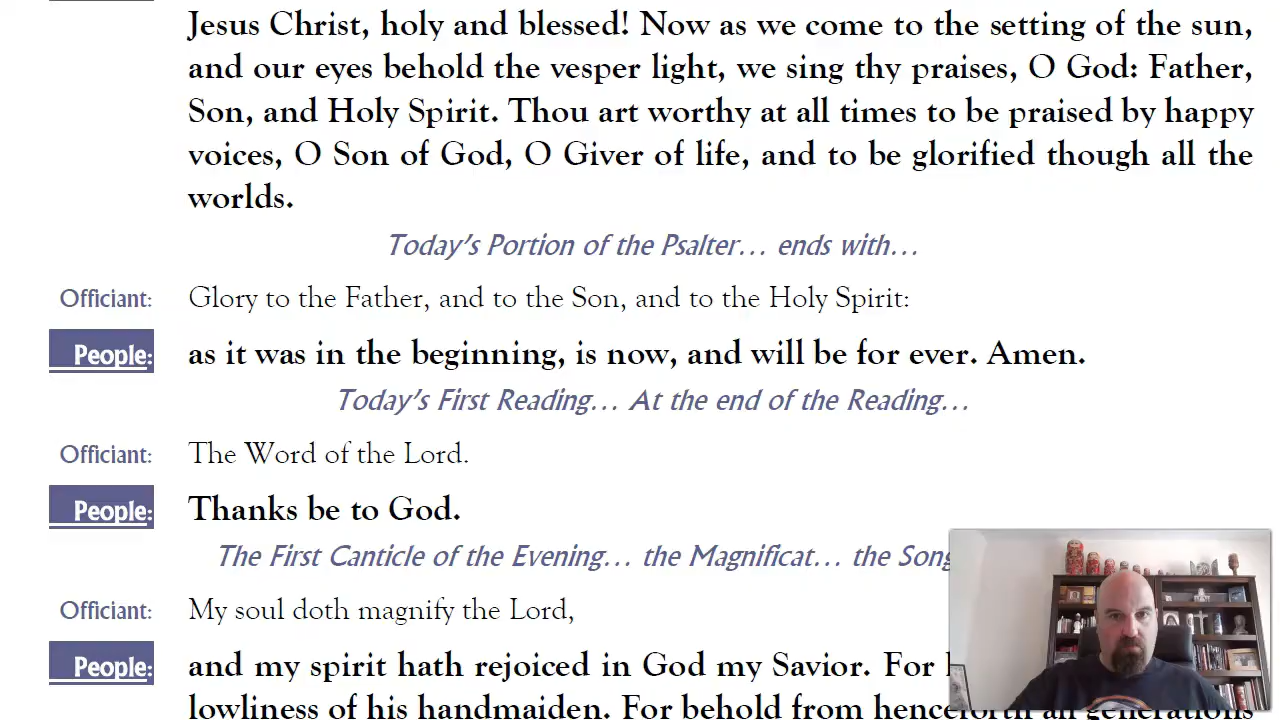 Jesus Christ, holy and blessed! Now as we come to the setting of the sun,
and our eyes behold the vesper light, we sing thy praises, O God: Father,
Son, and Holy Spirit. Thou art worthy at all times to be praised by happy
voices, O Son of God, O Giver of life, and to be glorified though all the
worlds.
Today's Portion of the Psalter… ends with…
Officiant: Glory to the Father, and to the Son, and to the Holy Spirit:
People: as it was in the beginning, is now, and will be for ever. Amen.
Today's First Reading… At the end of the Reading…
Officiant: The Word of the Lord.
People: Thanks be to God.
The First Canticle of the Evening… the Magnificat… the Song
Officiant: My soul doth magnify the Lord,
People: and my spirit hath rejoiced in God my Savior. For
lowliness of his handmaiden. For behold from henceforth all generations